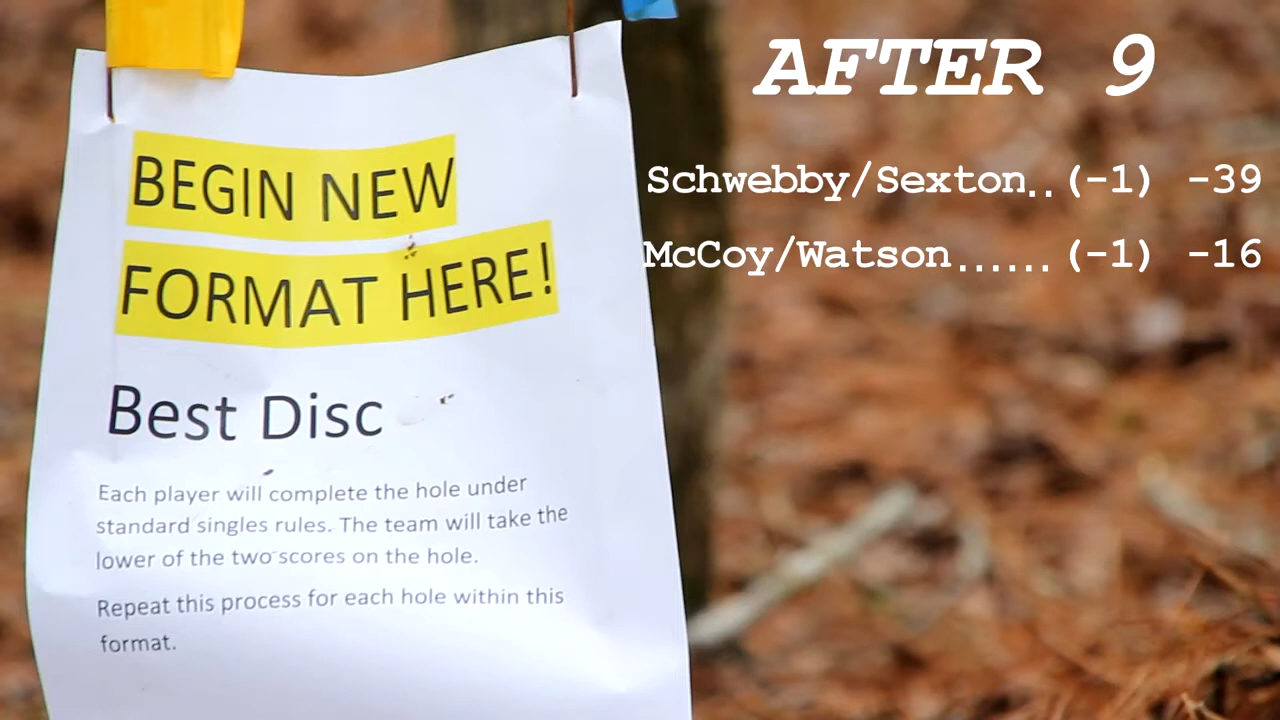 BEGIN NEW
FORMAT HERE!
Best Disc
Each player will complete the hole under
standard singles rules. The team will take the
lower of the two scores on the hole.
Repeat this process for each hole within this
format.
AFTER 9
Schwebby/Sexton..(-1) -39
McCoy/Watson......(-1) -16